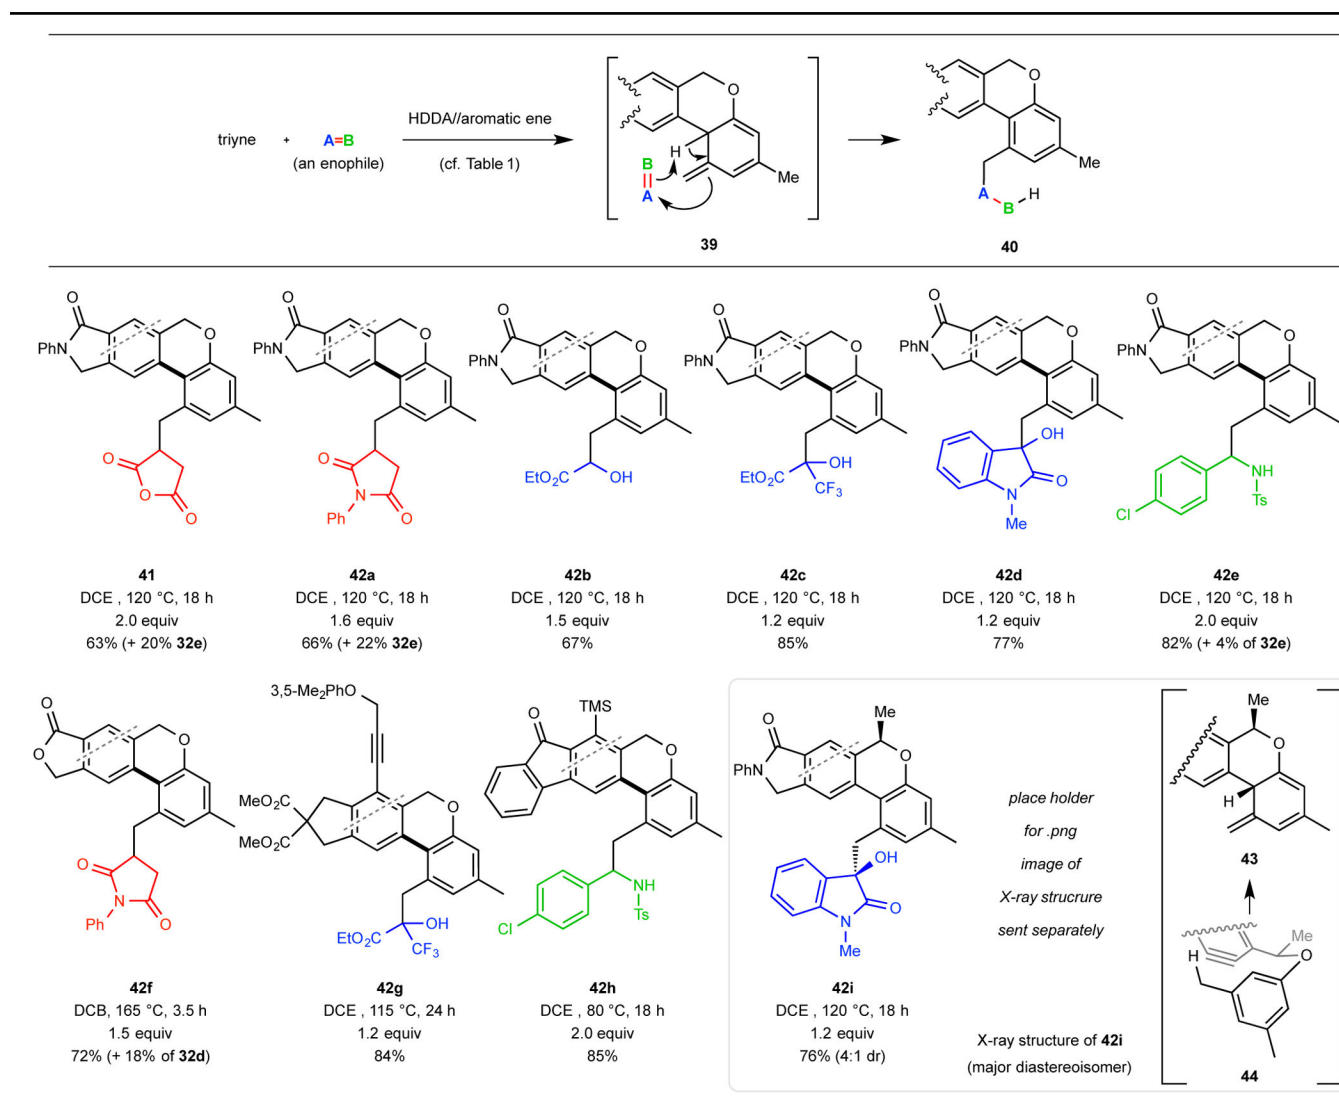 triyne + A=B
(an enophile)
HDDA//aromatic ene
(cf. Table 1)
O
H
B
A
Me
39
O
Me
A
B
H
40
O
PhN
O
O
O
O
41
DCE , 120 °C, 18 h
2.0 equiv
63% (+ 20% 32e)
O
PhN
O
O
N
Ph
O
42a
DCE , 120 °C, 18 h
1.6 equiv
66% (+ 22% 32e)
O
PhN
O
EtO2C
OH
42b
DCE , 120 °C, 18 h
1.5 equiv
67%
O
PhN
O
OH
EtO2C
CF3
42c
DCE , 120 °C, 18 h
1.2 equiv
85%
O
PhN
O
OH
O
N
Me
42d
DCE , 120 °C, 18 h
1.2 equiv
77%
O
PhN
O
NH
Ts
Cl
42e
DCE , 120 °C, 18 h
2.0 equiv
82% (+ 4% of 32e)
O
O
O
O
N
Ph
O
42f
DCB, 165 °C, 3.5 h
1.5 equiv
72% (+ 18% of 32d)
3,5-Me2PhO
MeO2C
MeO2C
O
OH
EtO2C
CF3
42g
DCE , 115 °C, 24 h
1.2 equiv
84%
TMS
O
O
NH
Ts
Cl
42h
DCE , 80 °C, 18 h
2.0 equiv
85%
Me
O
O
PhN
OH
O
N
Me
42i
DCE , 120 °C, 18 h
1.2 equiv
76% (4:1 dr)
place holder
for .png
image of
X-ray strucrure
sent separately
X-ray structure of 42i
(major diastereoisomer)
Me
O
H
43
Me
H
O
44